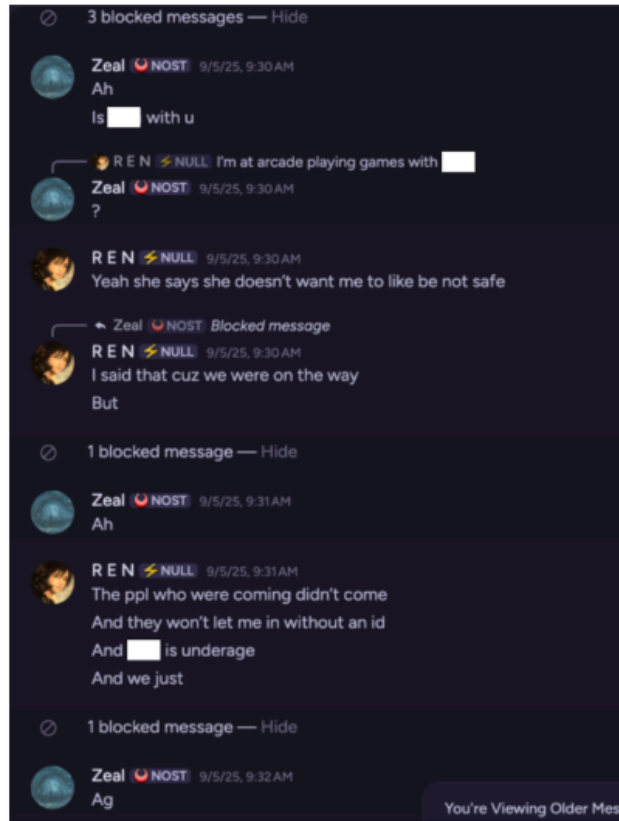 3 blocked messages — Hide
Zeal NOST 9/5/25, 9:30 AM
Ah
Is with u
R E N NULL I'm at arcade playing games with
Zeal NOST 9/5/25, 9:30 AM
?
R E N NULL 9/5/25, 9:30 AM
Yeah she says she doesn't want me to like be not safe
Zeal NOST Blocked message
R E N NULL 9/5/25, 9:30 AM
I said that cuz we were on the way
But
1 blocked message — Hide
Zeal NOST 9/5/25, 9:31 AM
Ah
R E N NULL 9/5/25, 9:31 AM
The ppl who were coming didn't come
And they won't let me in without an id
And is underage
And we just
1 blocked message — Hide
Zeal NOST 9/5/25, 9:32 AM
Ag
You're Viewing Older Mes